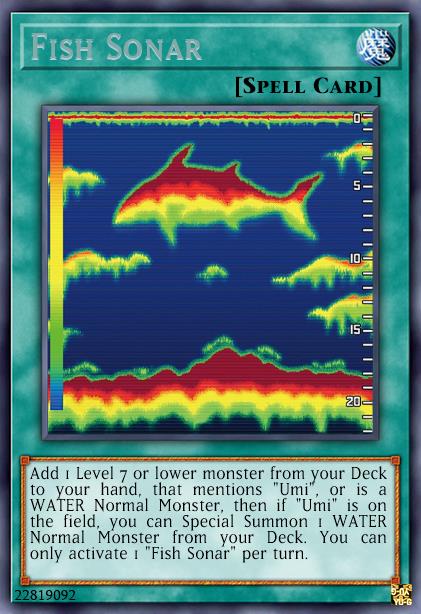 Fish Sonar
魔
[Spell Card]
0
5
10
15
20
Add 1 Level 7 or lower monster from your Deck
to your hand, that mentions "Umi", or is a
WATER Normal Monster, then if "Umi" is on
the field, you can Special Summon 1 WATER
Normal Monster from your Deck. You can
only activate 1 "Fish Sonar" per turn.
22819092